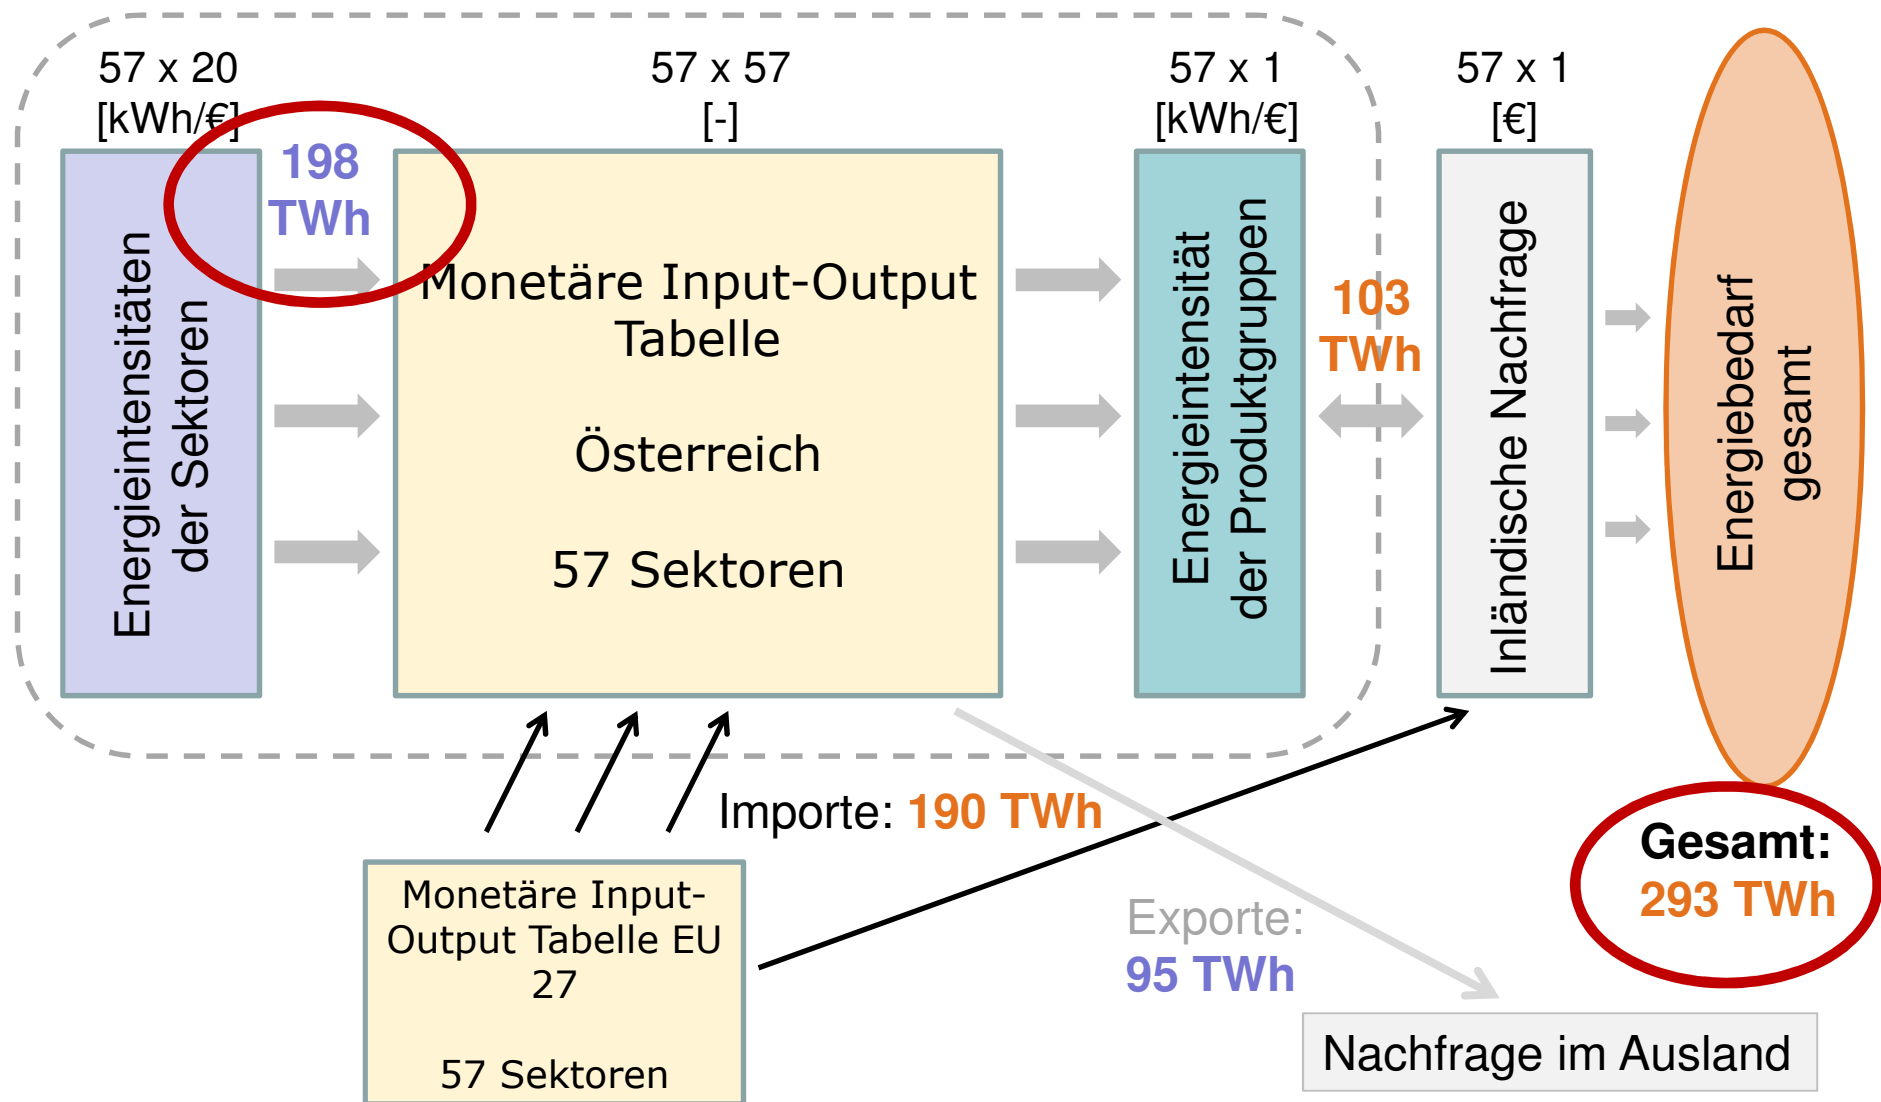 57 x 20
[kWh/€]
57 x 57
[-]
57 x 1
[kWh/€]
57 x 1
[€]
Energieintensitäten
der Sektoren
198
TWh
Monetäre Input-Output
Tabelle
Österreich
57 Sektoren
Energieintensität
der Produktgruppen
103
TWh
Inländische Nachfrage
Energiebedarf
gesamt
Importe: 190 TWh
Gesamt:
293 TWh
Monetäre Input-
Output Tabelle EU
27
57 Sektoren
Exporte:
95 TWh
Nachfrage im Ausland